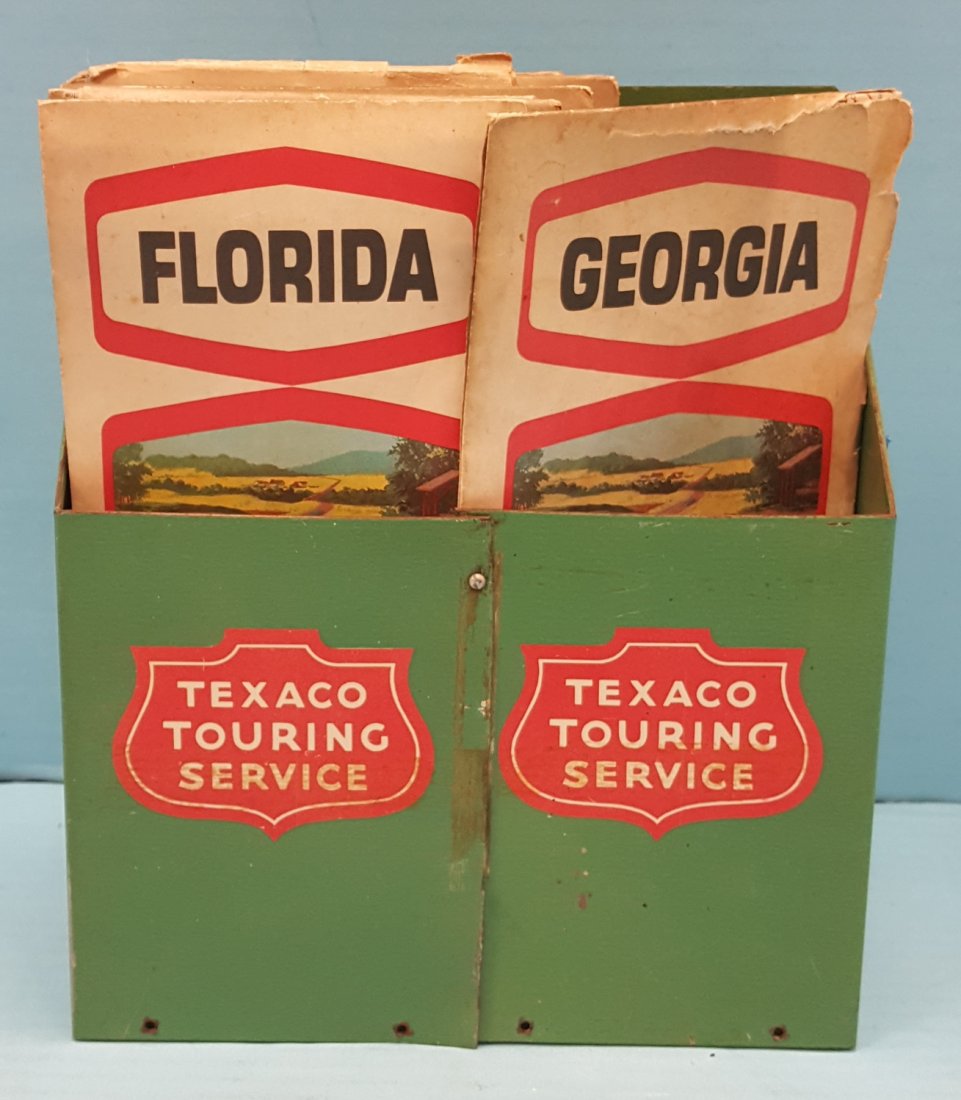 FLORIDA
GEORGIA
TEXACO
TOURING
SERVICE
TEXACO
TOURING
SERVICE